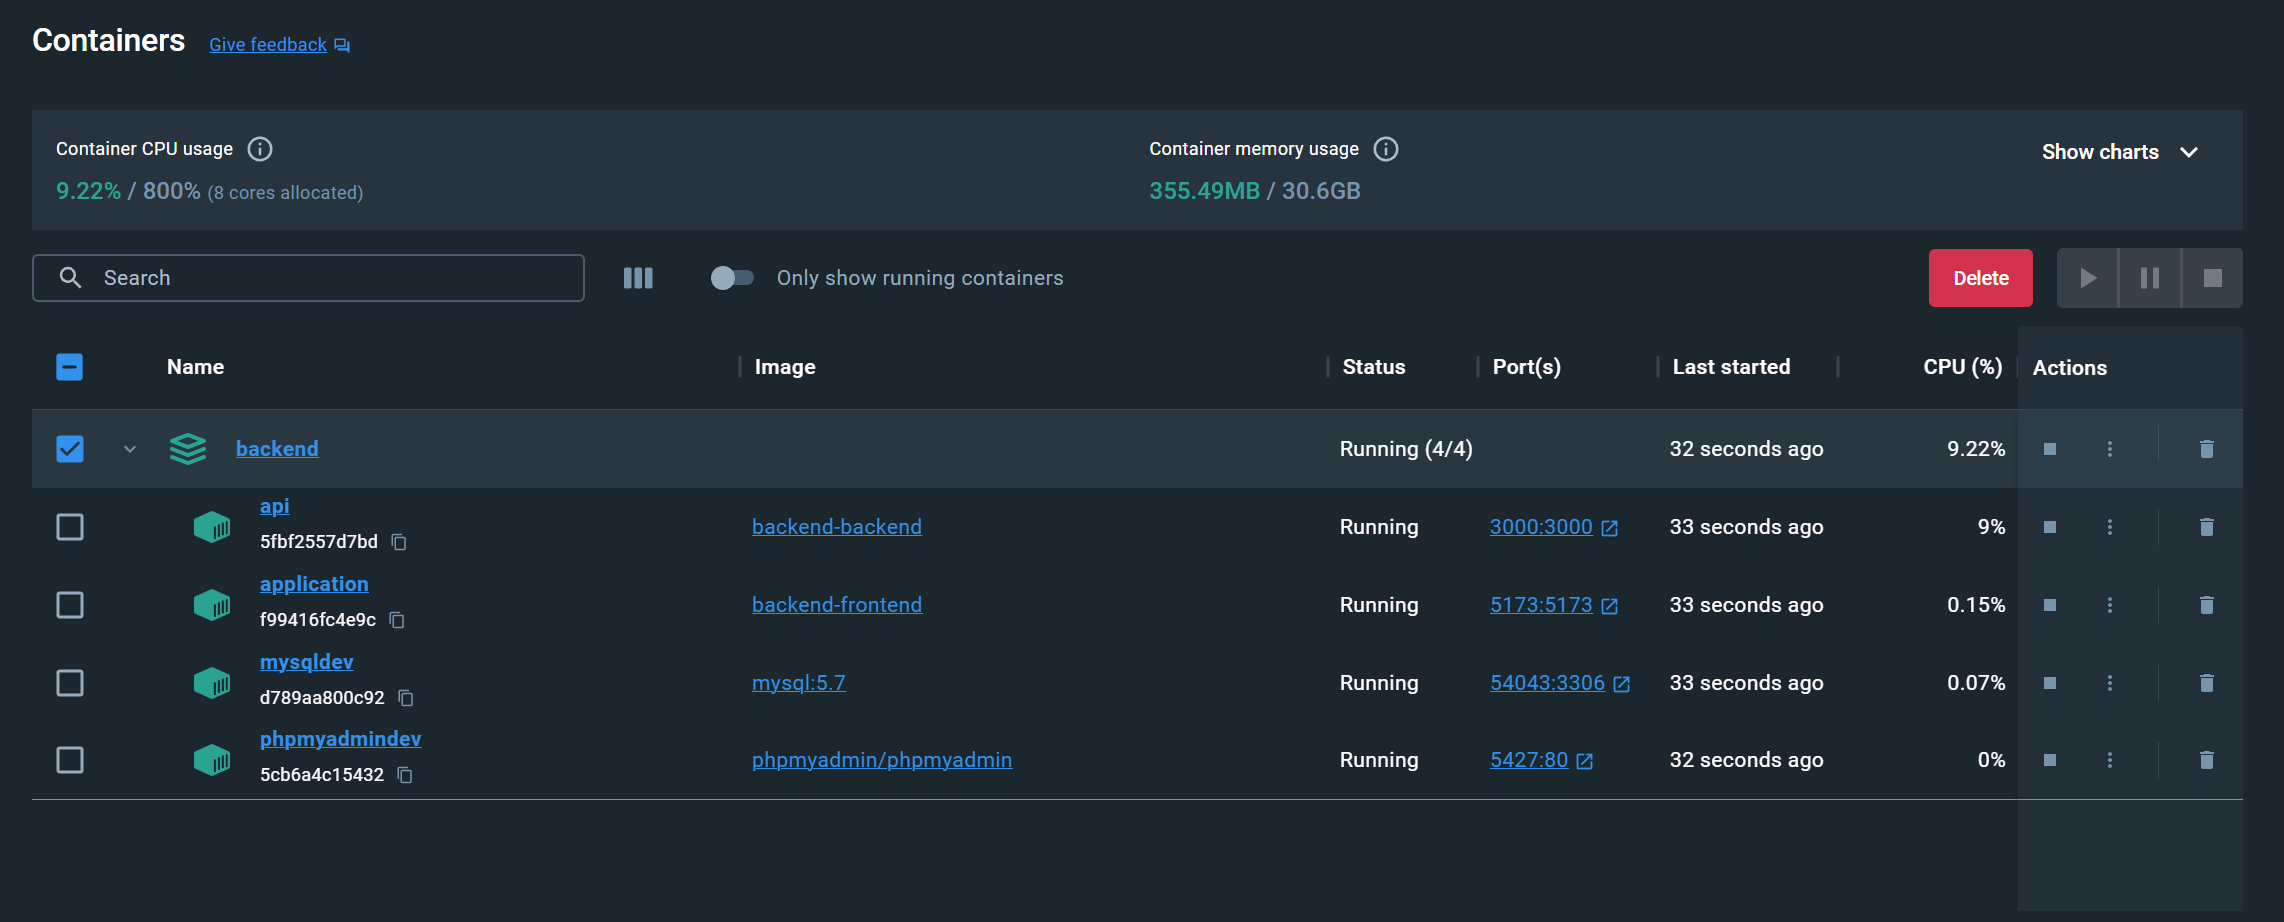 Containers Give feedback
Container CPU usage
9.22% / 800% (8 cores allocated)
Container memory usage
355.49MB / 30.6GB
Show charts
Search
Only show running containers
Delete
Name Image Status Port(s) Last started CPU (%) Actions
backend Running (4/4) 32 seconds ago 9.22%
api
5fbf2557d7bd
backend-backend Running 3000:3000 33 seconds ago 9%
application
f99416fc4e9c
backend-frontend Running 5173:5173 33 seconds ago 0.15%
mysqldev
d789aa800c92
mysql:5.7 Running 54043:3306 33 seconds ago 0.07%
phpmyadmindev
5cb6a4c15432
phpmyadmin/phpmyadmin Running 5427:80 32 seconds ago 0%